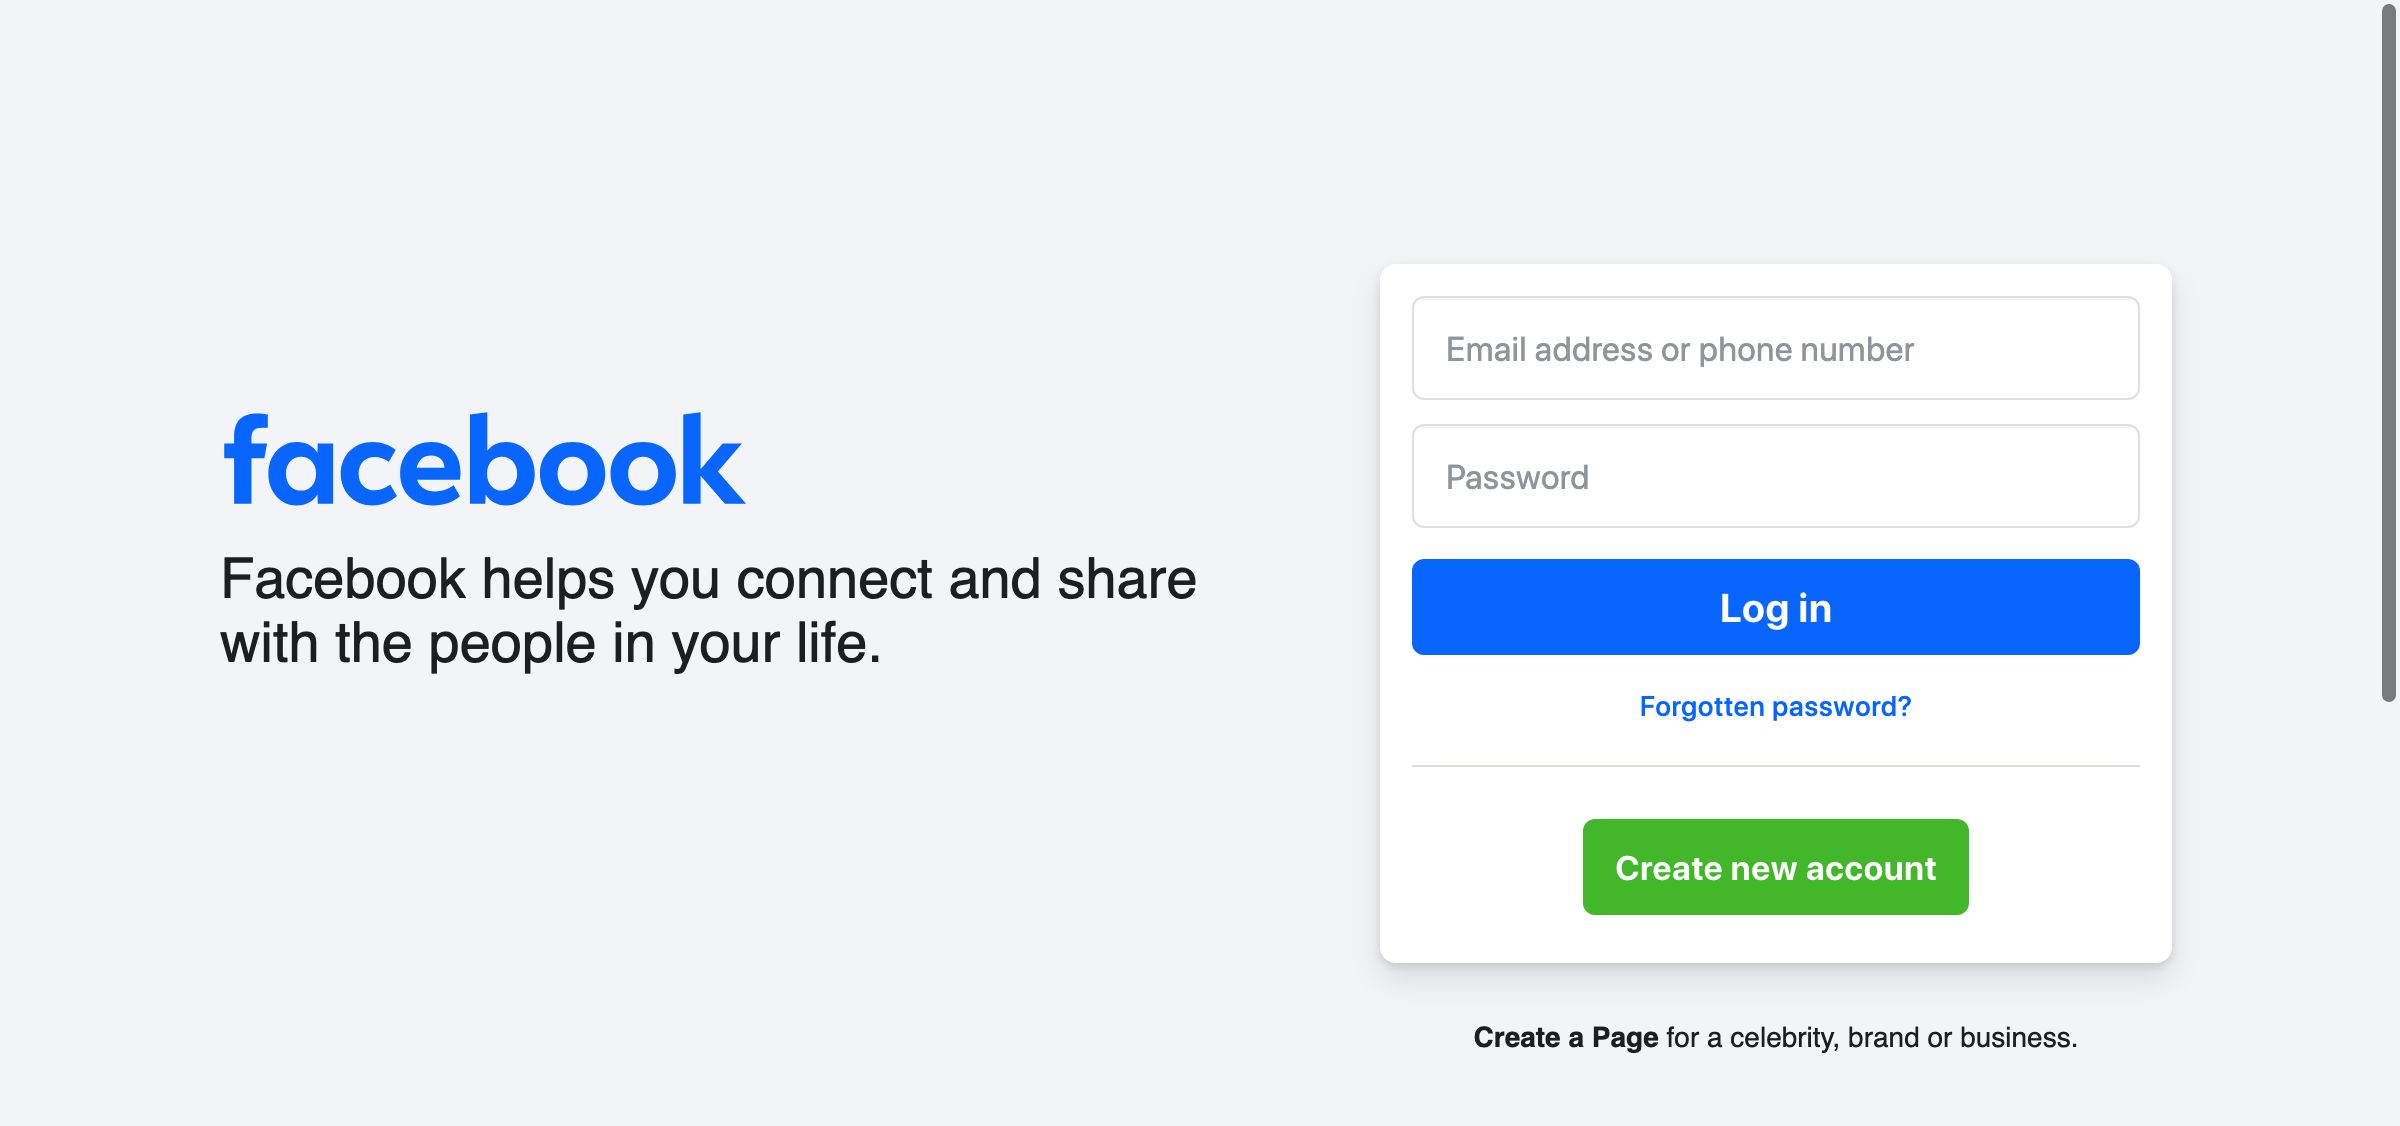 facebook
Facebook helps you connect and share
with the people in your life.
Email address or phone number
Password
Log in
Forgotten password?
Create new account
Create a Page for a celebrity, brand or business.